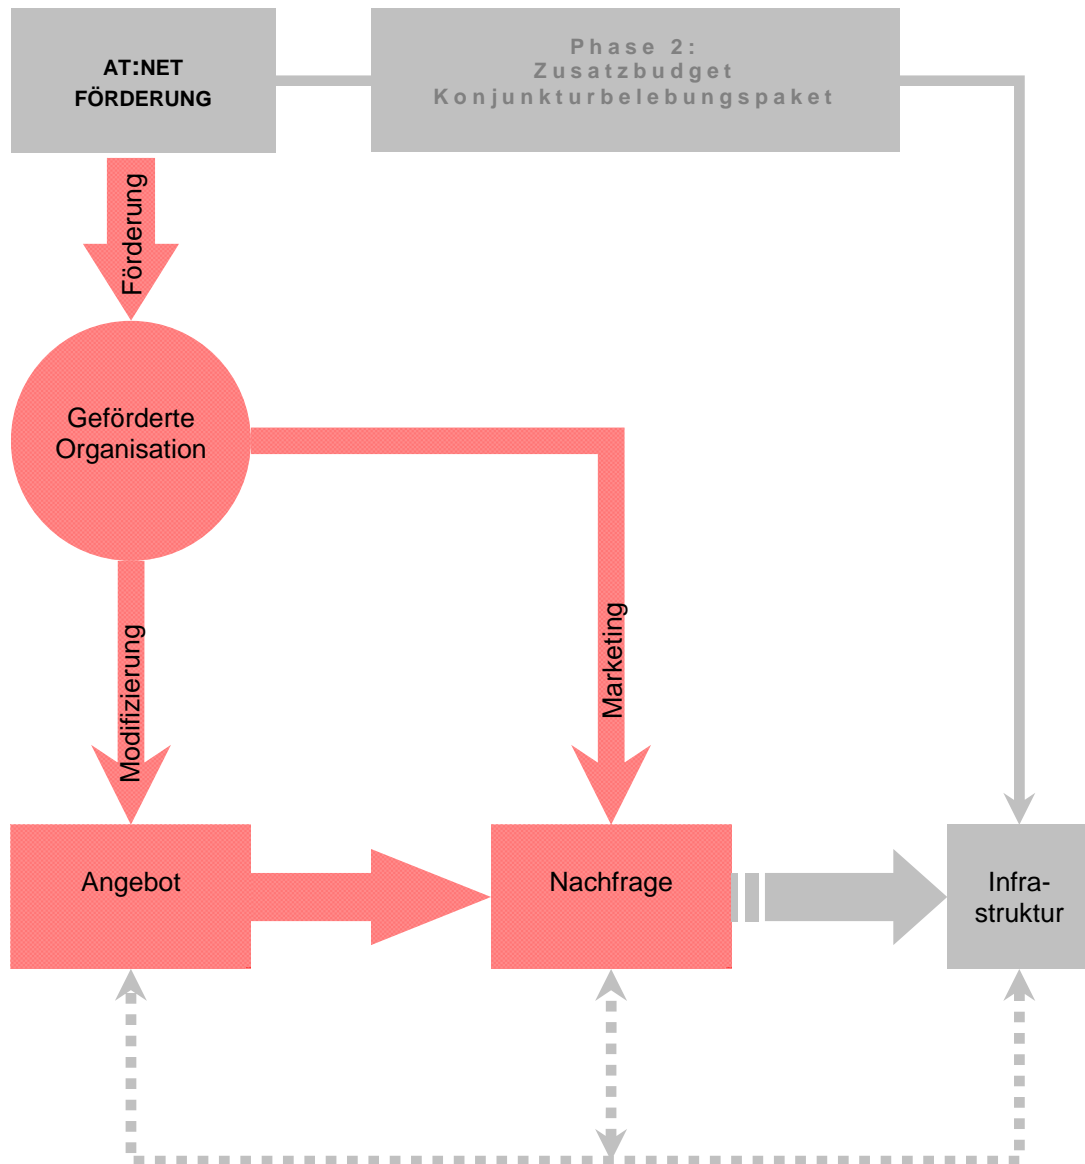 AT:NET
FÖRDERUNG
Phase 2:
Zusatzbudget
Konjunkturbelebungspaket
Förderung
Geförderte
Organisation
Modifizierung
Marketing
Angebot
Nachfrage
Infra-
struktur